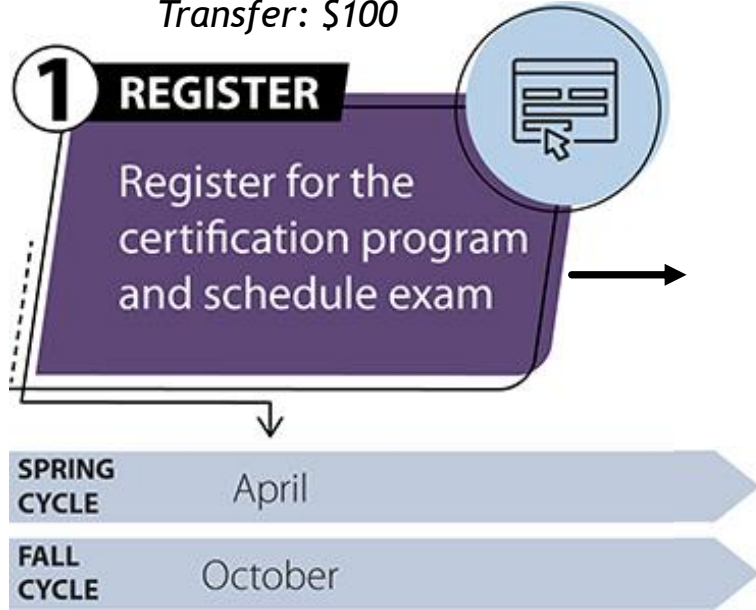 Transfer: $100
1 REGISTER
Register for the
certification program
and schedule exam
SPRING
CYCLE
April
FALL
CYCLE
October